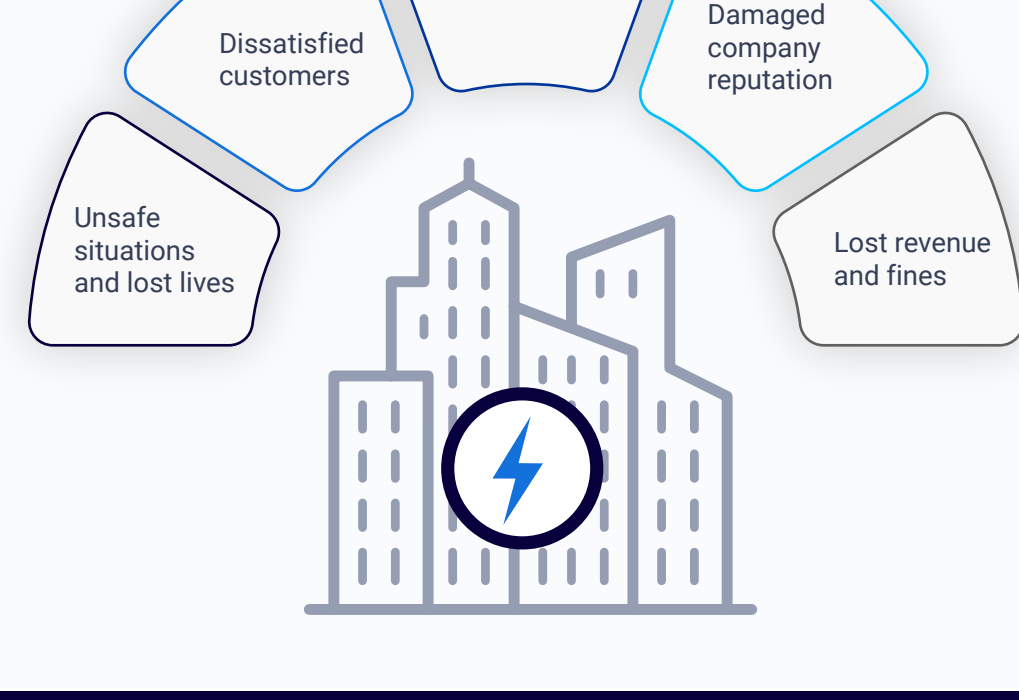 Dissatisfied
customers
Damaged
company
reputation
Unsafe
situations
and lost lives
Lost revenue
and fines